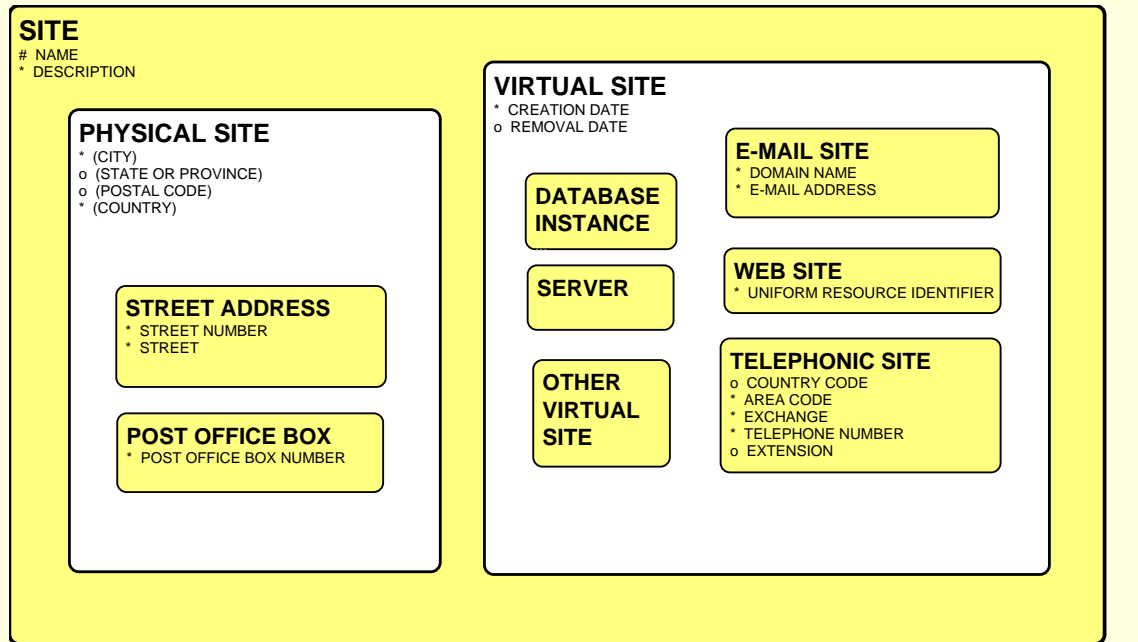 SITE
# NAME
* DESCRIPTION
PHYSICAL SITE
* (CITY)
o (STATE OR PROVINCE)
o (POSTAL CODE)
* (COUNTRY)
STREET ADDRESS
* STREET NUMBER
* STREET
POST OFFICE BOX
* POST OFFICE BOX NUMBER
VIRTUAL SITE
* CREATION DATE
o REMOVAL DATE
DATABASE
INSTANCE
...
SERVER
OTHER
VIRTUAL
SITE
E-MAIL SITE
* DOMAIN NAME
* E-MAIL ADDRESS
WEB SITE
* UNIFORM RESOURCE IDENTIFIER
TELEPHONIC SITE
o COUNTRY CODE
* AREA CODE
* EXCHANGE
* TELEPHONE NUMBER
o EXTENSION